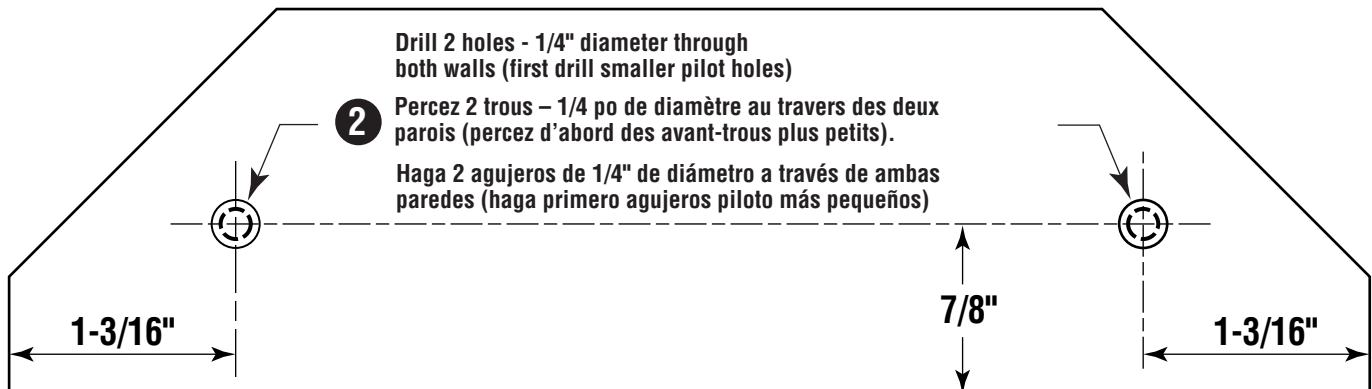 Drill 2 holes - 1/4" diameter through
both walls (first drill smaller pilot holes)
2
Percez 2 trous – 1/4 po de diamètre au travers des deux
parois (percez d'abord des avant-trous plus petits).
Haga 2 agujeros de 1/4" de diámetro a través de ambas
paredes (haga primero agujeros piloto más pequeños)
1-3/16"
7/8"
1-3/16"